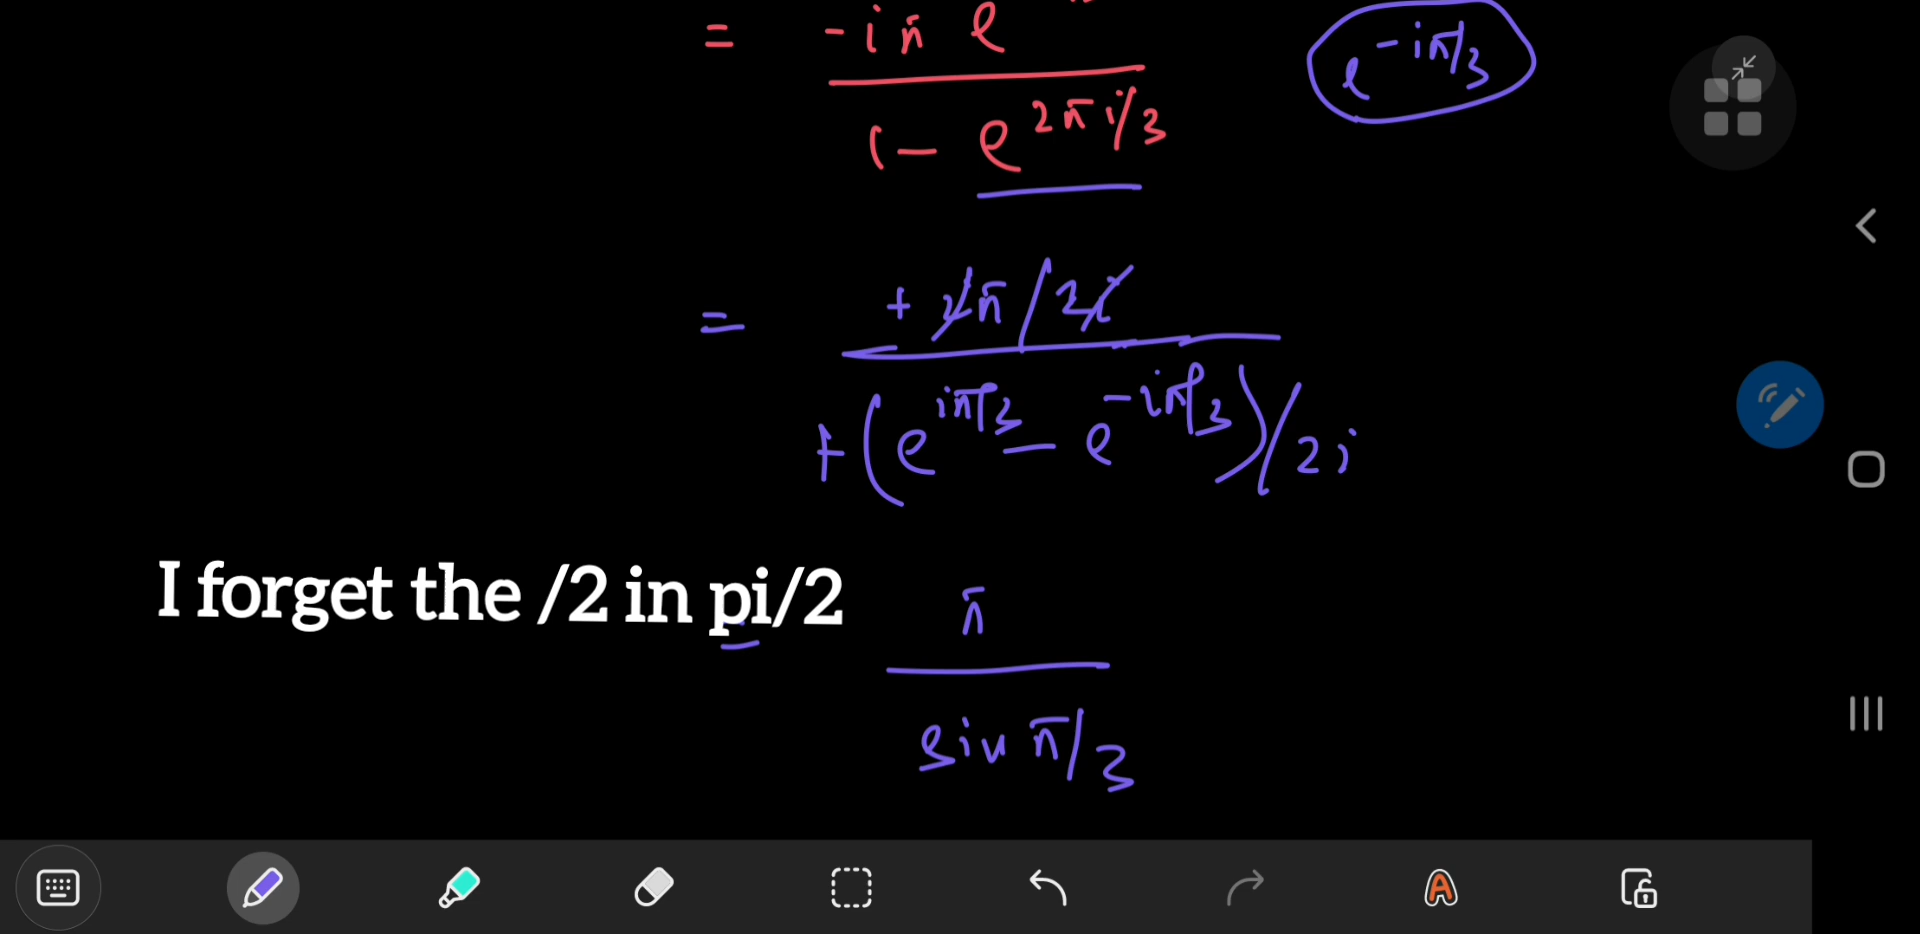 = -iπ e
1 - e^{2πi/3}
e^{-iπ/3}
= + iπ/2i
+ (e^{iπ/3} - e^{-iπ/3})/2i
I forget the /2 in pi/2
= π
sin π/3
A